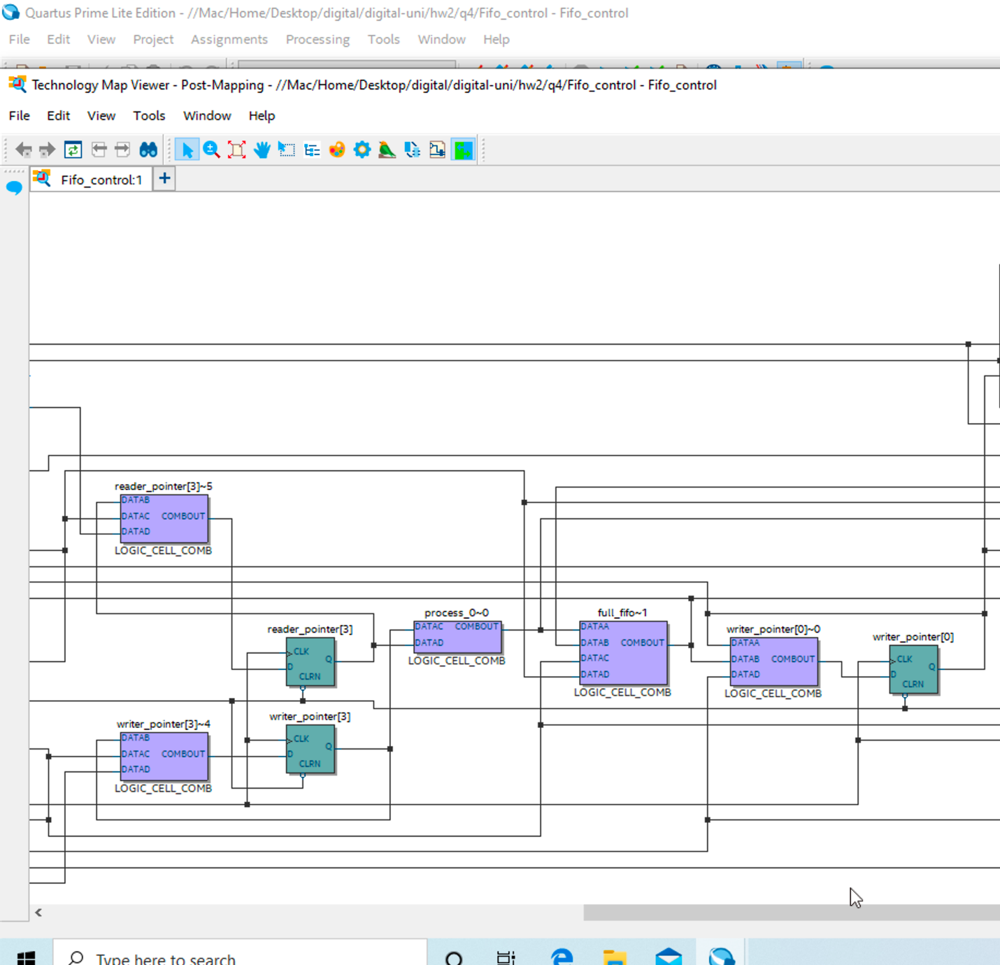 Quartus Prime Lite Edition - //Mac/Home/Desktop/digital/digital-uni/hw2/q4/Fifo_control - Fifo_control
File Edit View Project Assignments Processing Tools Window Help
Technology Map Viewer - Post-Mapping - //Mac/Home/Desktop/digital/digital-uni/hw2/q4/Fifo_control - Fifo_control
File Edit View Tools Window Help
Fifo_control:1
reader_pointer[3]~5
DATAB
DATAC COMBOUT
DATAD
LOGIC_CELL_COMB
reader_pointer[3]
CLK
D
Q
CLRN
process_0~0
DATAC COMBOUT
DATAD
LOGIC_CELL_COMB
full_fifo~1
DATAA
DATAB COMBOUT
DATAC
DATAD
LOGIC_CELL_COMB
writer_pointer[0]~0
DATAA
DATAB COMBOUT
DATAD
LOGIC_CELL_COMB
writer_pointer[0]
CLK
D
Q
CLRN
writer_pointer[3]~4
DATAB
DATAC COMBOUT
DATAD
LOGIC_CELL_COMB
writer_pointer[3]
CLK
D
Q
CLRN
Type here to search